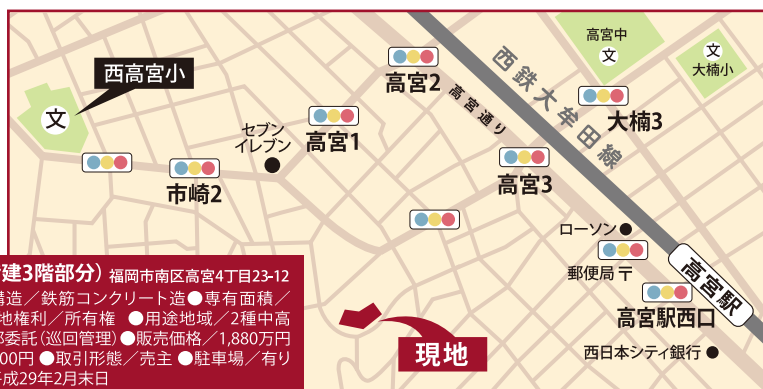 高宮中
文
文
大楠小
西高宮小
文
高宮2
西鉄大牟田線
高宮通り
大楠3
セブン
イレブン
高宮1
市崎2
高宮3
ローソン
郵便局〒
高宮駅
高宮駅西口
西日本シティ銀行
現地
建3階部分）福岡市南区高宮4丁目23-12
構造／鉄筋コンクリート造●専有面積／
地権利／所有権 ●用途地域／2種中高
部委託（巡回管理）●販売価格／1,880万円
00円 ●取引形態／売主 ●駐車場／有り
平成29年2月末日